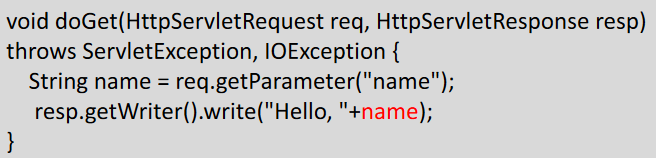 void doGet(HttpServletRequest req, HttpServletResponse resp)
throws ServletException, IOException {
String name = req.getParameter("name");
resp.getWriter().write("Hello, "+name);
}